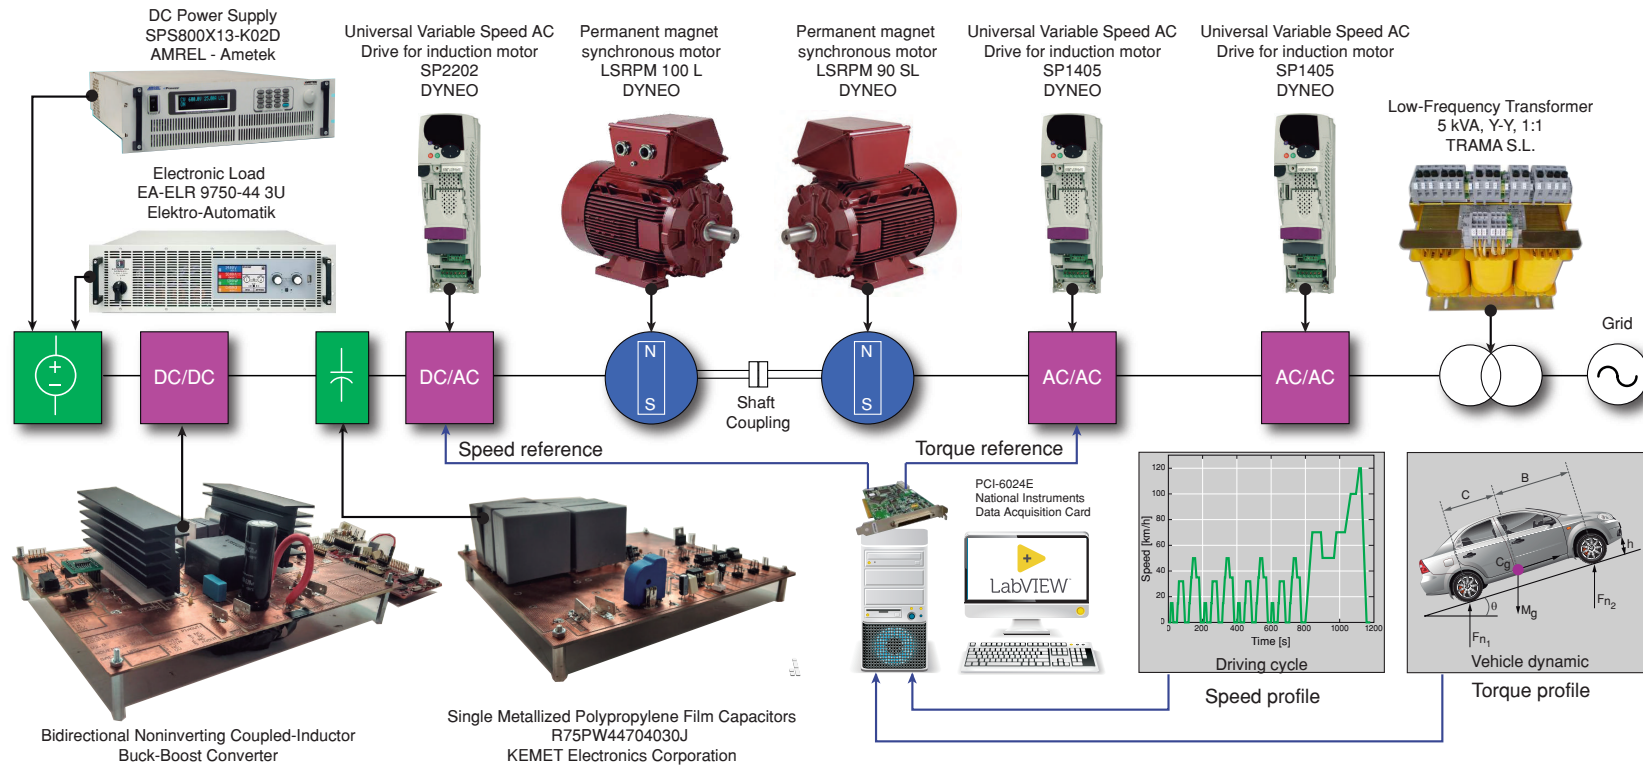 DC Power Supply
SPS800X13-K02D
AMREL - Ametek
Electronic Load
EA-ELR 9750-44 3U
Elektro-Automatik
Universal Variable Speed AC
Drive for induction motor
SP2202
DYNEO
Permanent magnet
synchronous motor
LSRPM 100 L
DYNEO
Permanent magnet
synchronous motor
LSRPM 90 SL
DYNEO
Universal Variable Speed AC
Drive for induction motor
SP1405
DYNEO
Universal Variable Speed AC
Drive for induction motor
SP1405
DYNEO
Low-Frequency Transformer
5 kVA, Y-Y, 1:1
TRAMA S.L.
Grid
DC/DC
DC/AC
N
S
Shaft
Coupling
N
S
AC/AC
AC/AC
Speed reference
Torque reference
PCI-6024E
National Instruments
Data Acquisition Card
LabVIEW
Speed [km/h]
120
100
80
60
40
20
0
0
200
400
600
800
1000
1200
Time [s]
Driving cycle
Speed profile
C
B
h
Cg
θ
Mg
Fn1
Fn2
Vehicle dynamic
Torque profile
Bidirectional Noninverting Coupled-Inductor
Buck-Boost Converter
Single Metallized Polypropylene Film Capacitors
R75PW44704030J
KEMET Electronics Corporation